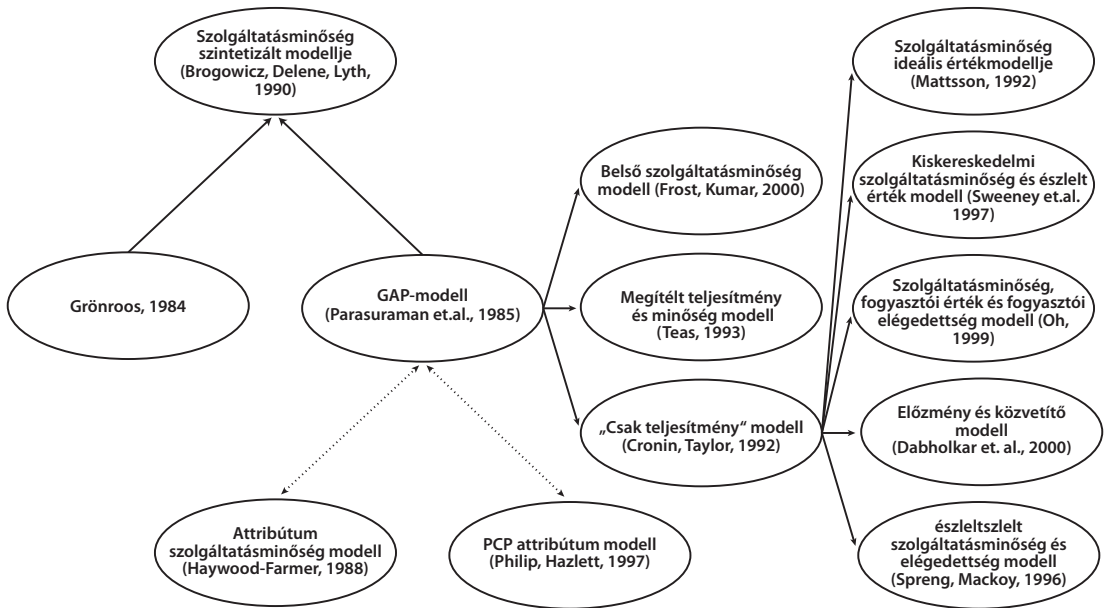 Szolgáltatásminőség
szintetizált modellje
(Brogowicz, Delene, Lyth,
1990)
Grönroos, 1984
GAP-modell
(Parasuraman et.al., 1985)
Attribútum
szolgáltatásminőség modell
(Haywood-Farmer, 1988)
PCP attribútum modell
(Philip, Hazlett, 1997)
Belső szolgáltatásminőség
modell (Frost, Kumar, 2000)
Megítélt teljesítmény
és minőség modell
(Teas, 1993)
„Csak teljesítmény“ modell
(Cronin, Taylor, 1992)
Szolgáltatásminőség
ideális értékmodellje
(Mattsson, 1992)
Kiskereskedelmi
szolgáltatásminőség és észlelt
érték modell (Sweeney et.al.
1997)
Szolgáltatásminőség,
fogyasztói érték és fogyasztói
elégedettség modell (Oh,
1999)
Előzmény és közvetítő
modell
(Dabholkar et. al., 2000)
észleltszlelt
szolgáltatásminőség és
elégedettség modell
(Spreng, Mackoy, 1996)